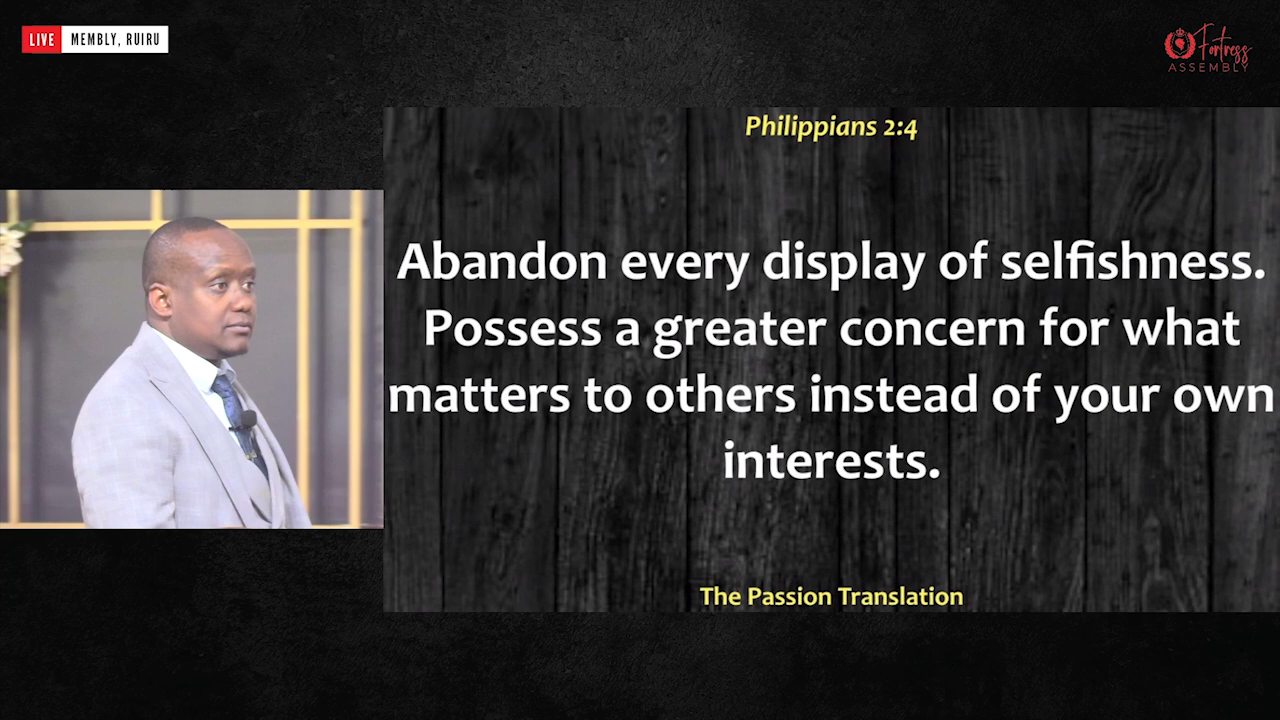 LIVE MEMBLY, RUIRU
Fortress
ASSEMBLY
Philippians 2:4
Abandon every display of selfishness.
Possess a greater concern for what
matters to others instead of your own
interests.
The Passion Translation